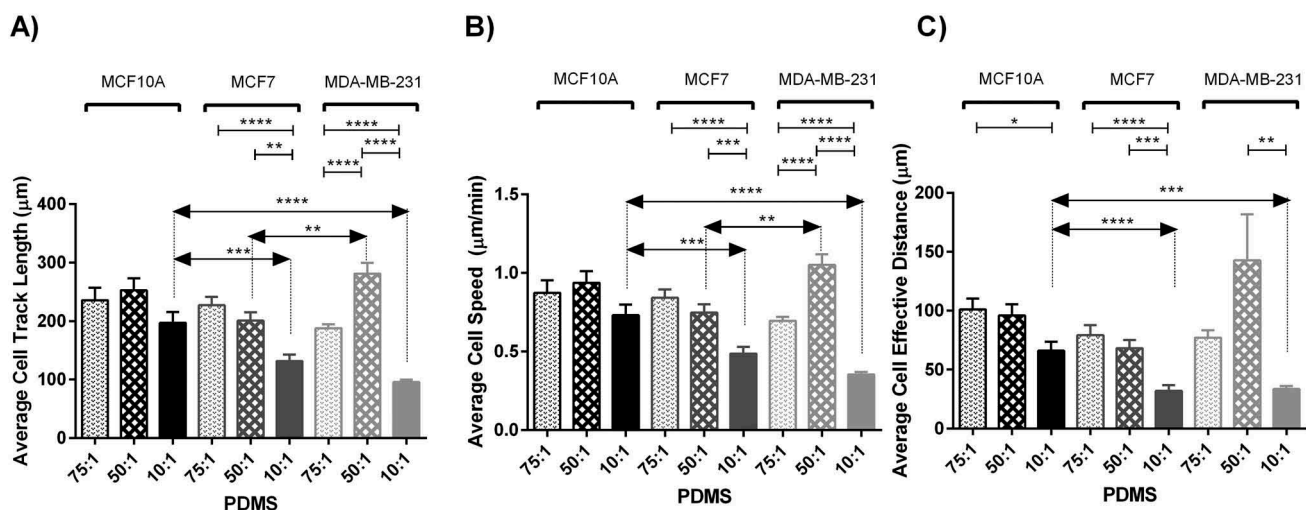 A)
MCF10A MCF7 MDA-MB-231
**** ****
** ****
****
****
**
***
Average Cell Track Length (μm)
400
300
200
100
0
75:1 50:1 10:1 75:1 50:1 10:1 75:1 50:1 10:1
PDMS
B)
MCF10A MCF7 MDA-MB-231
**** ****
*** ****
****
****
**
***
Average Cell Speed (μm/min)
1.5
1.0
0.5
0.0
75:1 50:1 10:1 75:1 50:1 10:1 75:1 50:1 10:1
PDMS
C)
MCF10A MCF7 MDA-MB-231
* ****
*** **
***
****
Average Cell Effective Distance (μm)
200
150
100
50
0
75:1 50:1 10:1 75:1 50:1 10:1 75:1 50:1 10:1
PDMS